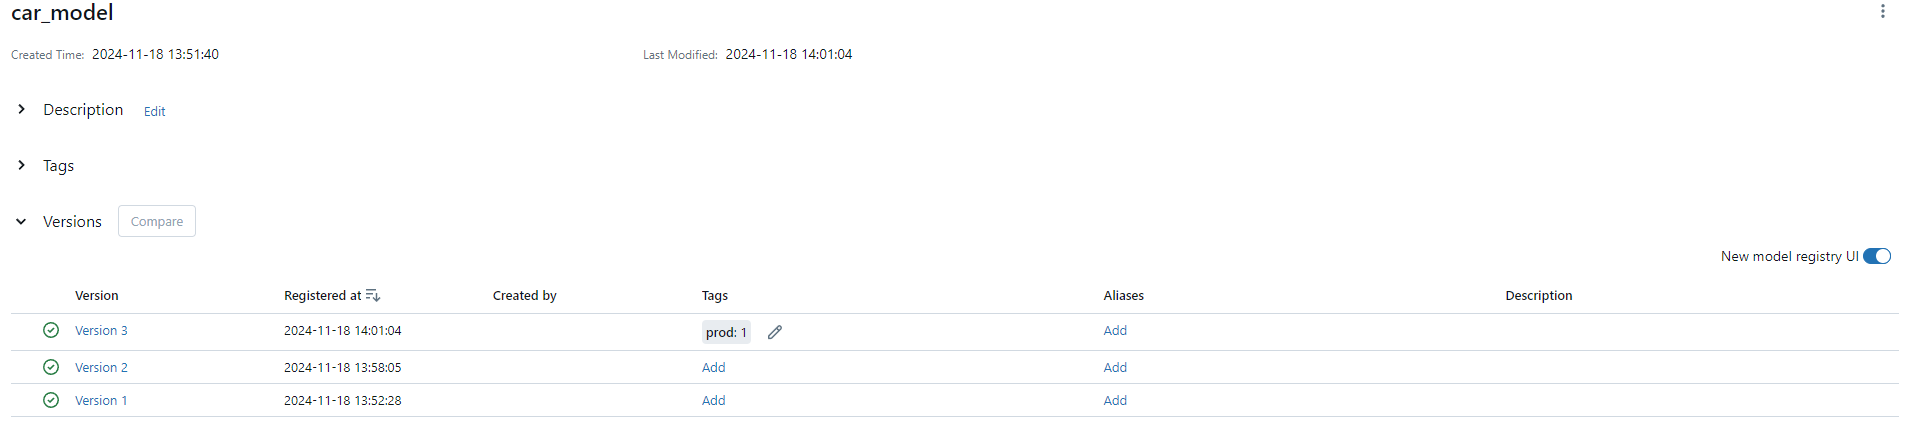 car_model
Created Time: 2024-11-18 13:51:40 Last Modified: 2024-11-18 14:01:04
Description Edit
Tags
Versions Compare
New model registry UI
Version Registered at Created by Tags Aliases Description
Version 3 2024-11-18 14:01:04 prod: 1 Add
Version 2 2024-11-18 13:58:05 Add Add
Version 1 2024-11-18 13:52:28 Add Add